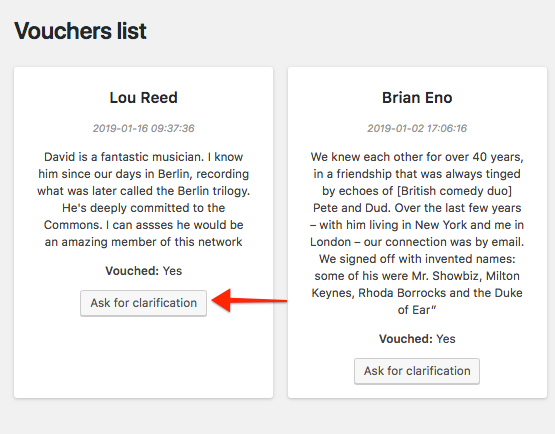 Vouchers list
Lou Reed
2019-01-16 09:37:36
David is a fantastic musician. I know
him since our days in Berlin, recording
what was later called the Berlin trilogy.
He's deeply committed to the
Commons. I can assses he would be
an amazing member of this network
Vouched: Yes
Ask for clarification
Brian Eno
2019-01-02 17:06:16
We knew each other for over 40 years,
in a friendship that was always tinged
by echoes of [British comedy duo]
Pete and Dud. Over the last few years
– with him living in New York and me in
London – our connection was by email.
We signed off with invented names:
some of his were Mr. Showbiz, Milton
Keynes, Rhoda Borrocks and the Duke
of Ear”
Vouched: Yes
Ask for clarification